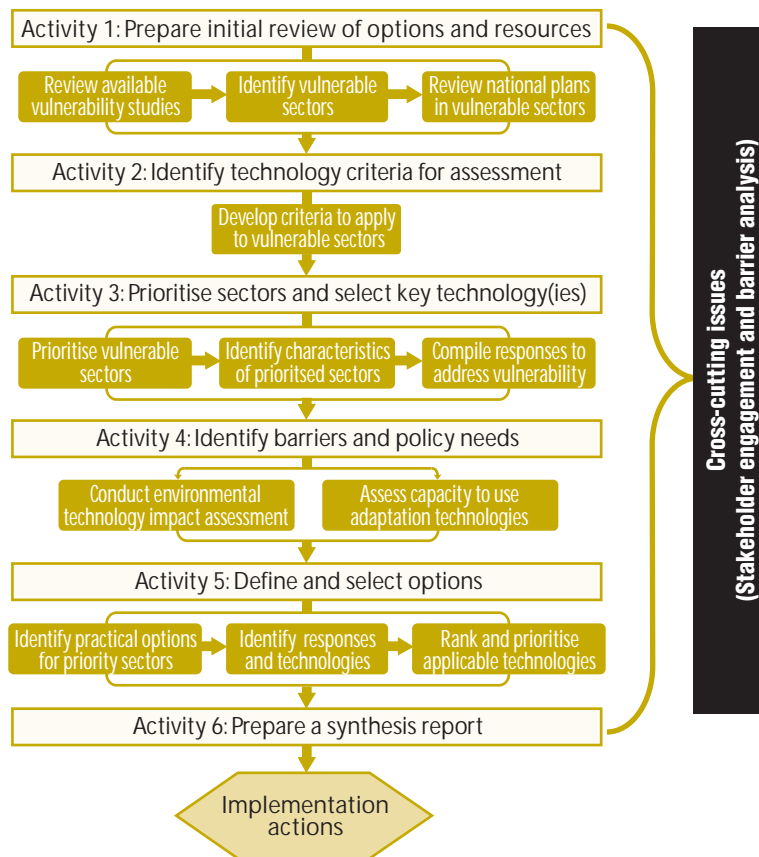 Activity 1: Prepare initial review of options and resources
Review available
vulnerability studies
Identify vulnerable
sectors
Review national plans
in vulnerable sectors
Activity 2: Identify technology criteria for assessment
Develop criteria to apply
to vulnerable sectors
Activity 3: Prioritise sectors and select key technology(ies)
Prioritise vulnerable
sectors
Identify characteristics
of prioritsed sectors
Compile responses to
address vulnerability
Activity 4: Identify barriers and policy needs
Conduct environmental
technology impact assessment
Assess capacity to use
adaptation technologies
Activity 5: Define and select options
Identify practical options
for priority sectors
Identify responses
and technologies
Rank and prioritise
applicable technologies
Activity 6: Prepare a synthesis report
Implementation
actions
Cross-cutting issues
(Stakeholder engagement and barrier analysis)